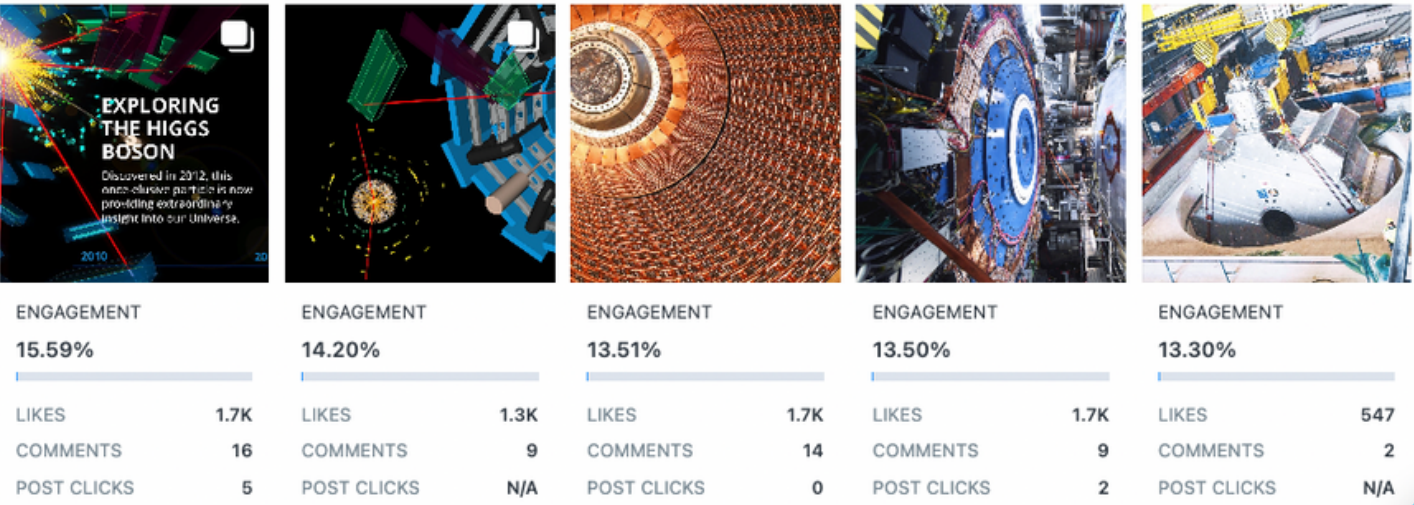 EXPLORING
THE HIGGS
BOSON
Discovered in 2012, this
once-elusive particle is now
providing extraordinary
insight into our Universe.
2010
20
ENGAGEMENT
15.59%
LIKES 1.7K
COMMENTS 16
POST CLICKS 5
ENGAGEMENT
14.20%
LIKES 1.3K
COMMENTS 9
POST CLICKS N/A
ENGAGEMENT
13.51%
LIKES 1.7K
COMMENTS 14
POST CLICKS 0
ENGAGEMENT
13.50%
LIKES 1.7K
COMMENTS 9
POST CLICKS 2
ENGAGEMENT
13.30%
LIKES 547
COMMENTS 2
POST CLICKS N/A